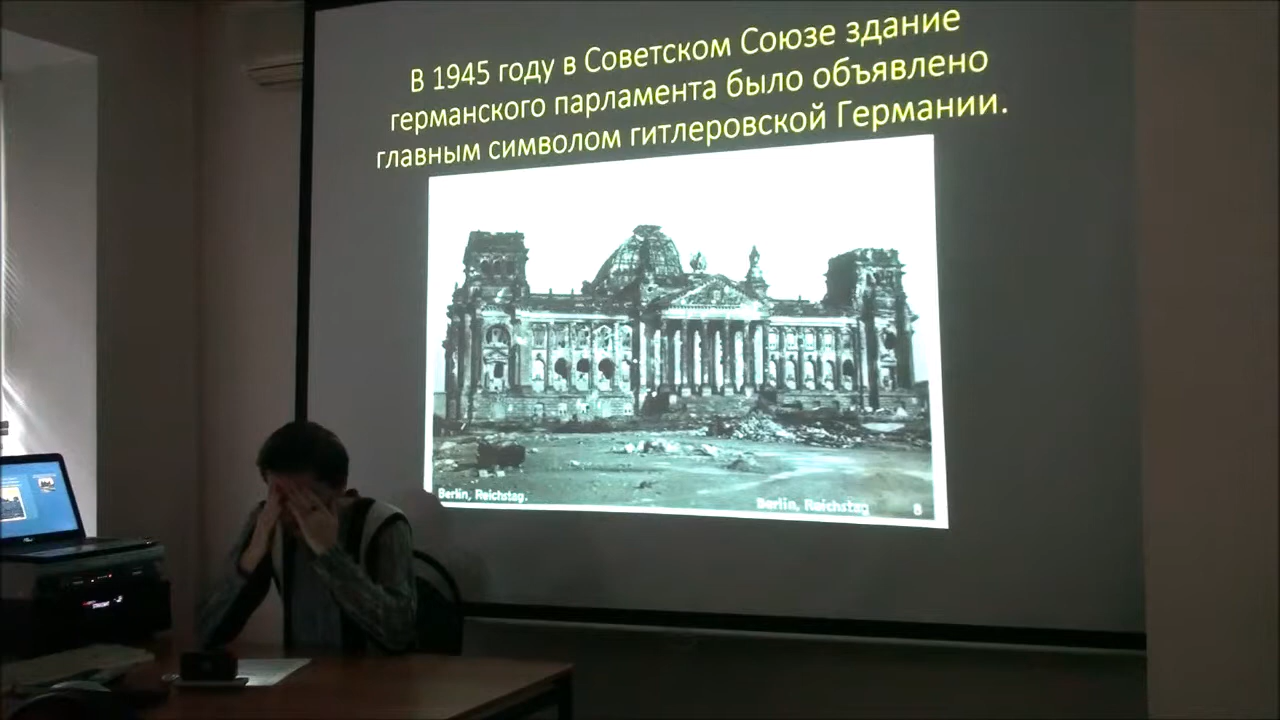 В 1945 году в Советском Союзе здание
германского парламента было объявлено
главным символом гитлеровской Германии.
Berlin, Reichstag.
Berlin, Reichstag
8